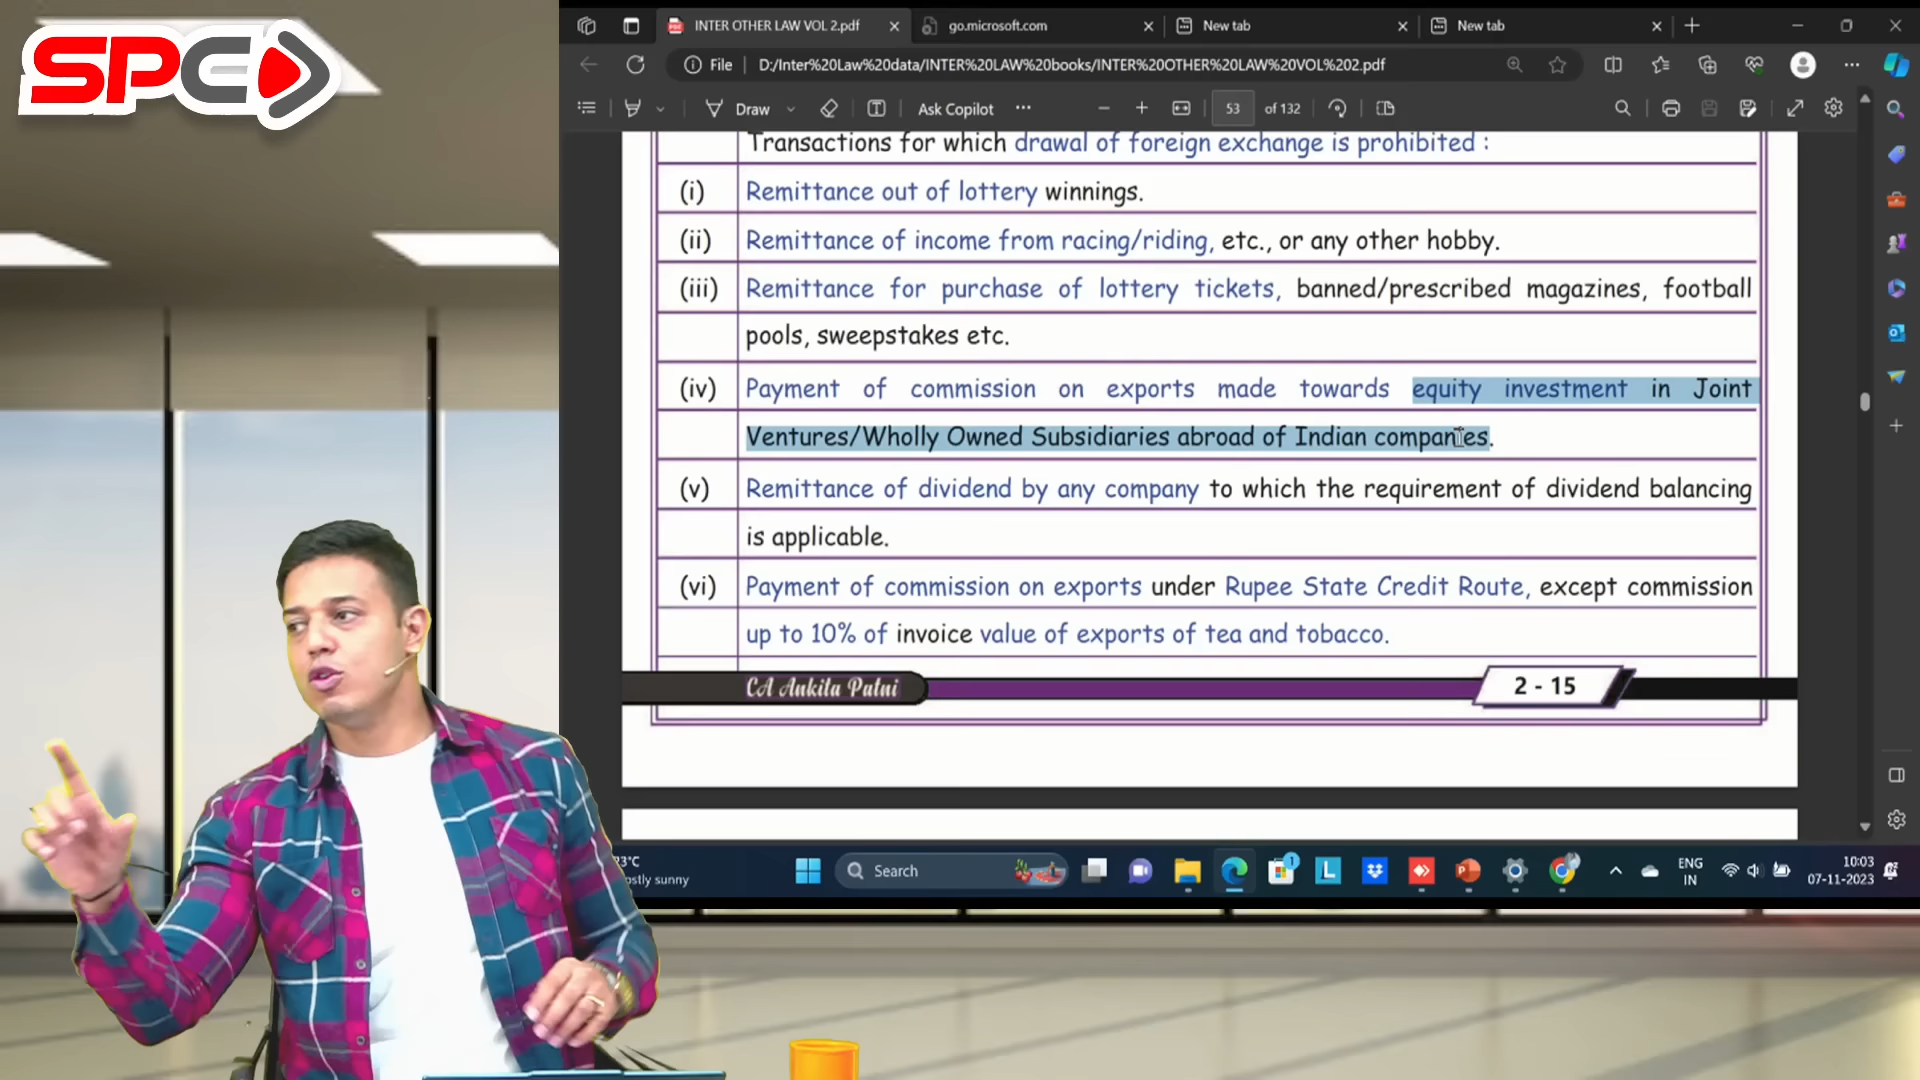 SPC
INTER OTHER LAW VOL 2.pdf
go.microsoft.com
New tab
New tab
File
D:/Inter%20Law%20data/INTER%20LAW%20books/INTER%20OTHER%20LAW%20VOL%202.pdf
Draw
Ask Copilot
53
of 132
Transactions for which drawal of foreign exchange is prohibited :
(i) Remittance out of lottery winnings.
(ii) Remittance of income from racing/riding, etc., or any other hobby.
(iii) Remittance for purchase of lottery tickets, banned/prescribed magazines, football
pools, sweepstakes etc.
(iv) Payment of commission on exports made towards equity investment in Joint
Ventures/Wholly Owned Subsidiaries abroad of Indian companies.
(v) Remittance of dividend by any company to which the requirement of dividend balancing
is applicable.
(vi) Payment of commission on exports under Rupee State Credit Route, except commission
up to 10% of invoice value of exports of tea and tobacco.
CA Ankita Patni
2 - 15
Search
ENG
IN
10:03
07-11-2023